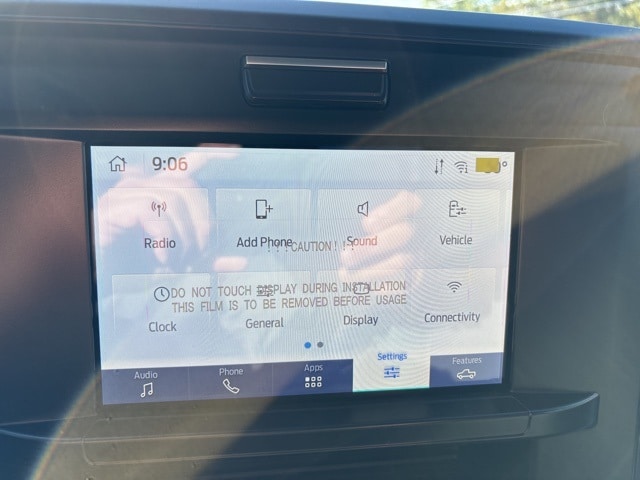 9:06
Radio
Add Phone
Sound
Vehicle
!!!CAUTION!!!
DO NOT TOUCH DISPLAY DURING INSTALLATION
THIS FILM IS TO BE REMOVED BEFORE USAGE
Clock
General
Display
Connectivity
Audio
Phone
Apps
Settings
Features